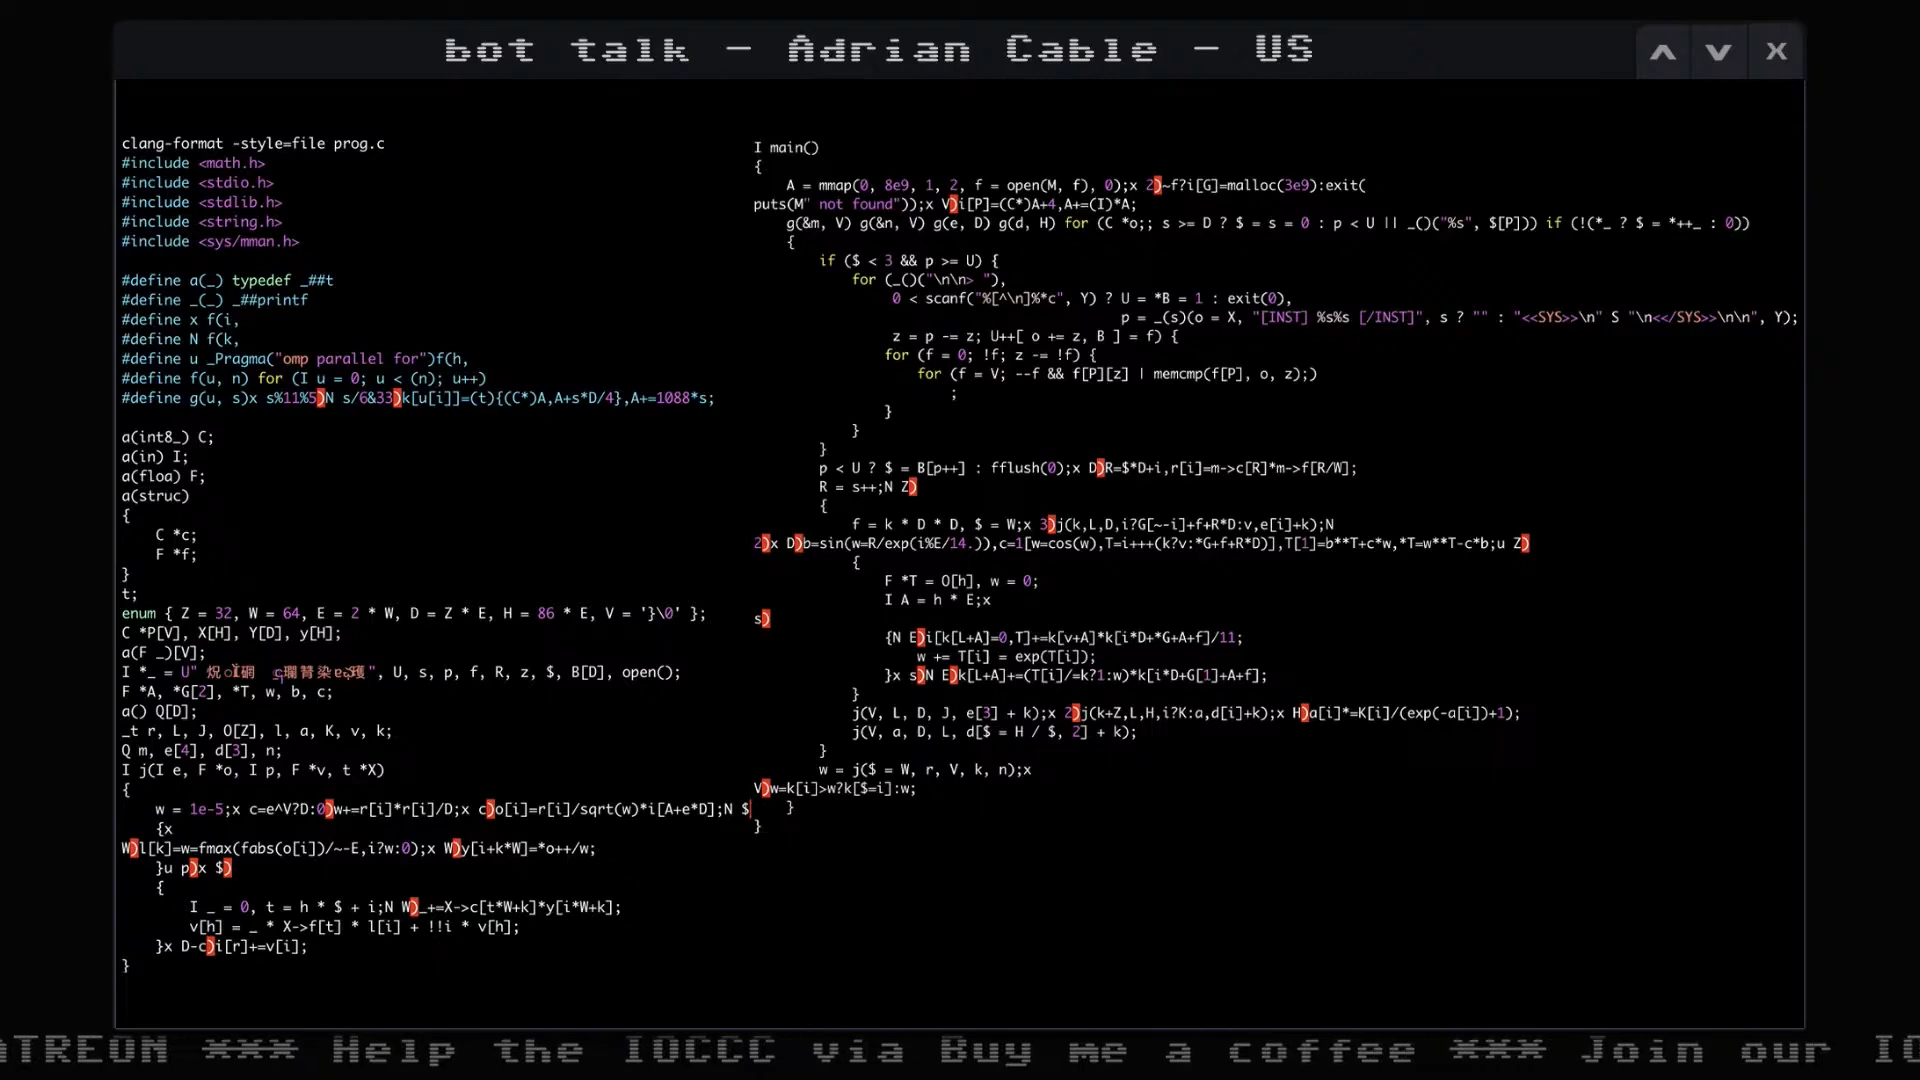 bot talk – Adrian Cable – US
clang-format -style=file prog.c
#include <math.h>
#include <stdio.h>
#include <stdlib.h>
#include <string.h>
#include <sys/mman.h>
#define a(_) typedef _##t
#define _(_) _##printf
#define x f(i,
#define N f(k,
#define u _Pragma("omp parallel for")f(h,
#define f(u, n) for (I u = 0; u < (n); u++)
#define g(u, s)x s%11%5)N s/6&33)k[u[i]]=(t){(C*)A,A+s*D/4},A+=1088*s;
a(int8_) C;
a(in) I;
a(floa) F;
a(struc)
{
C *c;
F *f;
}
t;
enum { Z = 32, W = 64, E = 2 * W, D = Z * E, H = 86 * E, V = '}\0' };
C *P[V], X[H], Y[D], y[H];
a(F _)[V];
I *_ = U" ", U, s, p, f, R, z, $, B[D], open();
F *A, *G[2], *T, w, b, c;
a() Q[D];
_t r, L, J, O[Z], l, a, K, v, k;
Q m, e[4], d[3], n;
I j(I e, F *o, I p, F *v, t *X)
{
w = 1e-5;x c=e^V?D:0)w+=r[i]*r[i]/D;x c)o[i]=r[i]/sqrt(w)*i[A+e*D];N $
{x
W)l[k]=w=fmax(fabs(o[i])/~-E,i?w:0);x W)y[i+k*W]=*o++/w;
}u p)x $)
{
I _ = 0, t = h * $ + i;N W)_+=X->c[t*W+k]*y[i*W+k];
v[h] = _ * X->f[t] * l[i] + !!i * v[h];
}x D-c)i[r]+=v[i];
}
I main()
{
A = mmap(0, 8e9, 1, 2, f = open(M, f), 0);x 2)~f?i[G]=malloc(3e9):exit(
puts(M" not found"));x V)i[P]=(C*)A+4,A+=(I)*A;
g(&m, V) g(&n, V) g(e, D) g(d, H) for (C *o;; s >= D ? $ = s = 0 : p < U || _()("%s", $[P])) if (!(*_ ? $ = *++_ : 0))
{
if ($ < 3 && p >= U) {
for (_()("\n\n> "),
0 < scanf("%[^\n]%*c", Y) ? U = *B = 1 : exit(0),
p = _(s)(o = X, "[INST] %s%s [/INST]", s ? "" : "<<SYS>>\n" S "\n<</SYS>>\n\n", Y);
z = p -= z; U++[ o += z, B ] = f) {
for (f = 0; !f; z -= !f) {
for (f = V; --f && f[P][z] | memcmp(f[P], o, z);)
;
}
}
}
p < U ? $ = B[p++] : fflush(0);x D)R=$*D+i,r[i]=m->c[R]*m->f[R/W];
R = s++;N Z)
{
f = k * D * D, $ = W;x 3)j(k,L,D,i?G[~-i]+f+R*D:v,e[i]+k);N
2)x D)b=sin(w=R/exp(i%E/14.)),c=1[w=cos(w),T=i+++(k?v:*G+f+R*D)],T[1]=b**T+c*w,*T=w**T-c*b;u Z)
{
F *T = O[h], w = 0;
I A = h * E;x
s)
{N E)i[k[L+A]=0,T]+=k[v+A]*k[i*D+*G+A+f]/11;
w += T[i] = exp(T[i]);
}x s)N E)k[L+A]+=(T[i]/=k?1:w)*k[i*D+G[1]+A+f];
}
j(V, L, D, J, e[3] + k);x 2)j(k+Z,L,H,i?K:a,d[i]+k);x H)a[i]*=K[i]/(exp(-a[i])+1);
j(V, a, D, L, d[$ = H / $, 2] + k);
}
w = j($ = W, r, V, k, n);x
V)w=k[i]>w?k[$=i]:w;
}
}
TREON *** Help the IOCCC via Buy me a coffee *** Join our